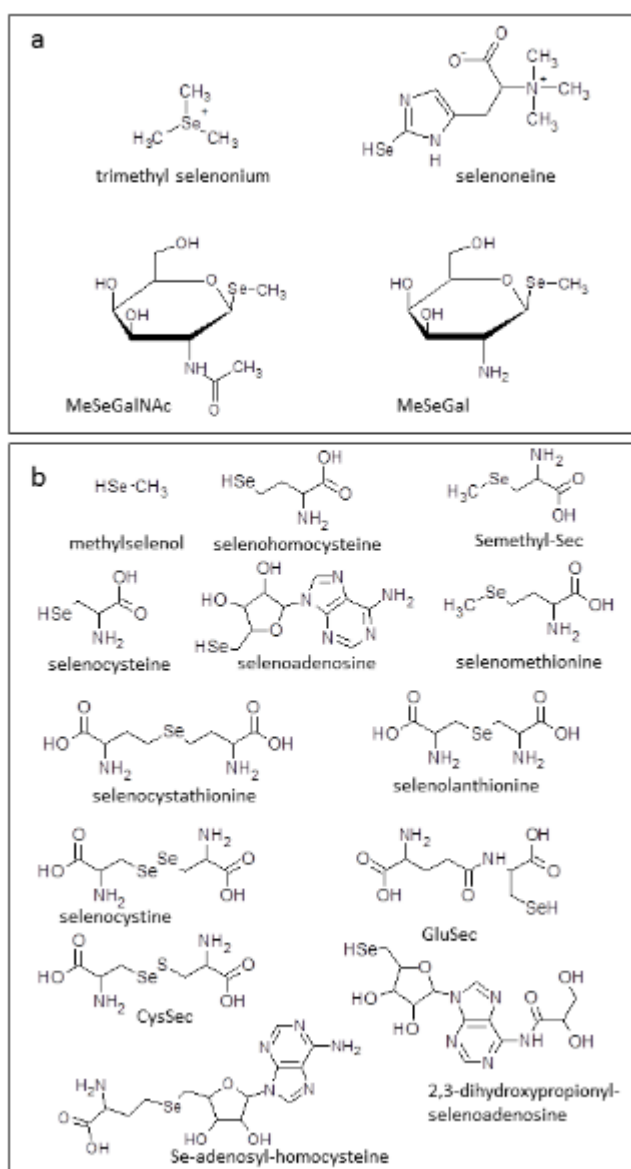 a
trimethyl selenonium
selenoneine
MeSeGalNAc
MeSeGal
b
methylselenol
selenohomocysteine
Semethyl-Sec
selenocysteine
selenoadenosine
selenomethionine
selenocystathionine
selenolanthionine
selenocystine
GluSec
CysSec
2,3-dihydroxypropionyl-
selenoadenosine
Se-adenosyl-homocysteine